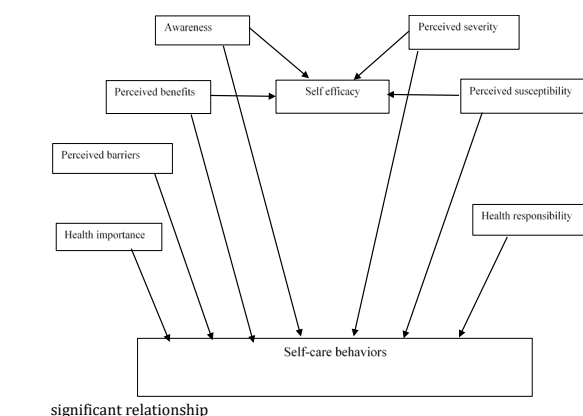 Awareness
Perceived severity
Perceived benefits
Self efficacy
Perceived susceptibility
Perceived barriers
Health responsibility
Health importance
Self-care behaviors
significant relationship